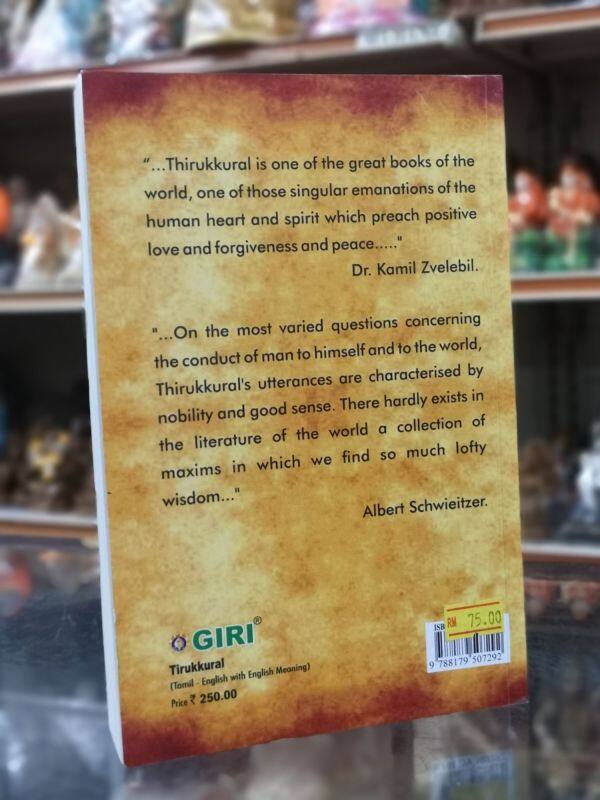 "...Thirukkural is one of the great books of the
world, one of those singular emanations of the
human heart and spirit which preach positive
love and forgiveness and peace....."
Dr. Kamil Zvelebil.
"...On the most varied questions concerning
the conduct of man to himself and to the world,
Thirukkural's utterances are characterised by
nobility and good sense. There hardly exists in
the literature of the world a collection of
maxims in which we find so much lofty
wisdom..."
Albert Schwieitzer.
GIRI®
Tirukkural
(Tamil - English with English Meaning)
Price ₹ 250.00
RM 75.00
9 788179 507292